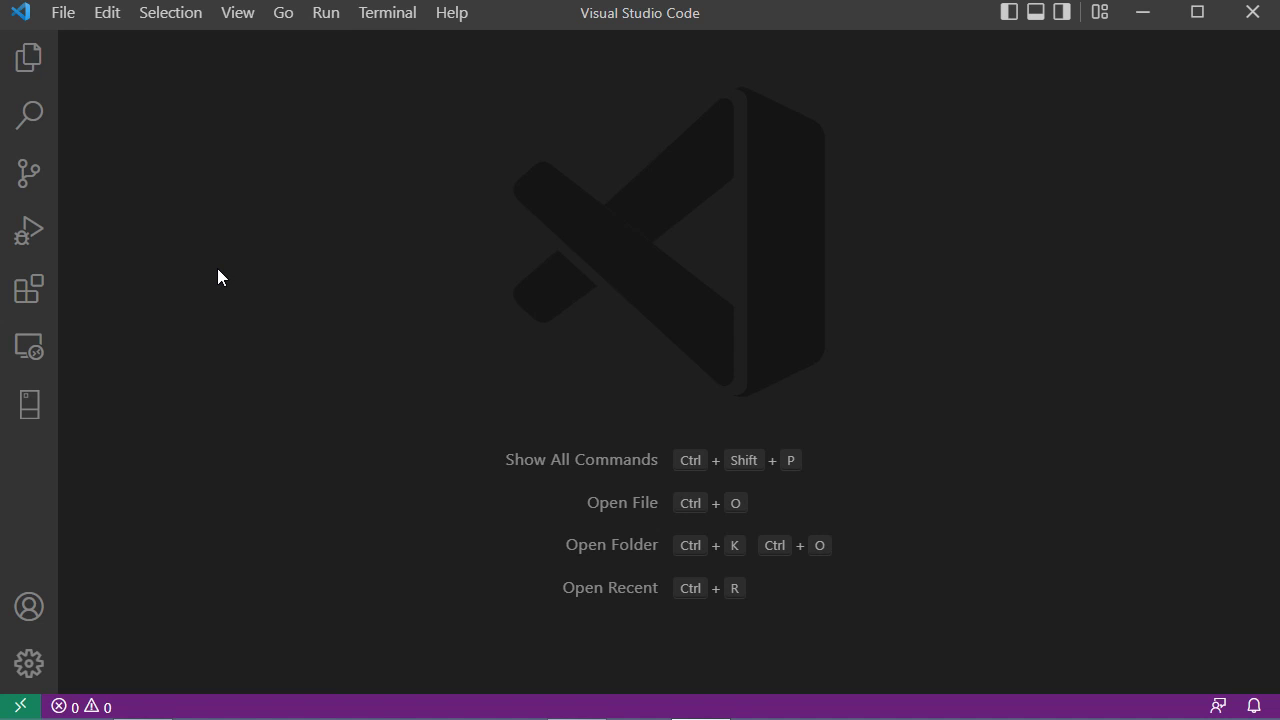 File Edit Selection View Go Run Terminal Help Visual Studio Code
Show All Commands Ctrl + Shift + P
Open File Ctrl + O
Open Folder Ctrl + K Ctrl + O
Open Recent Ctrl + R
0 0